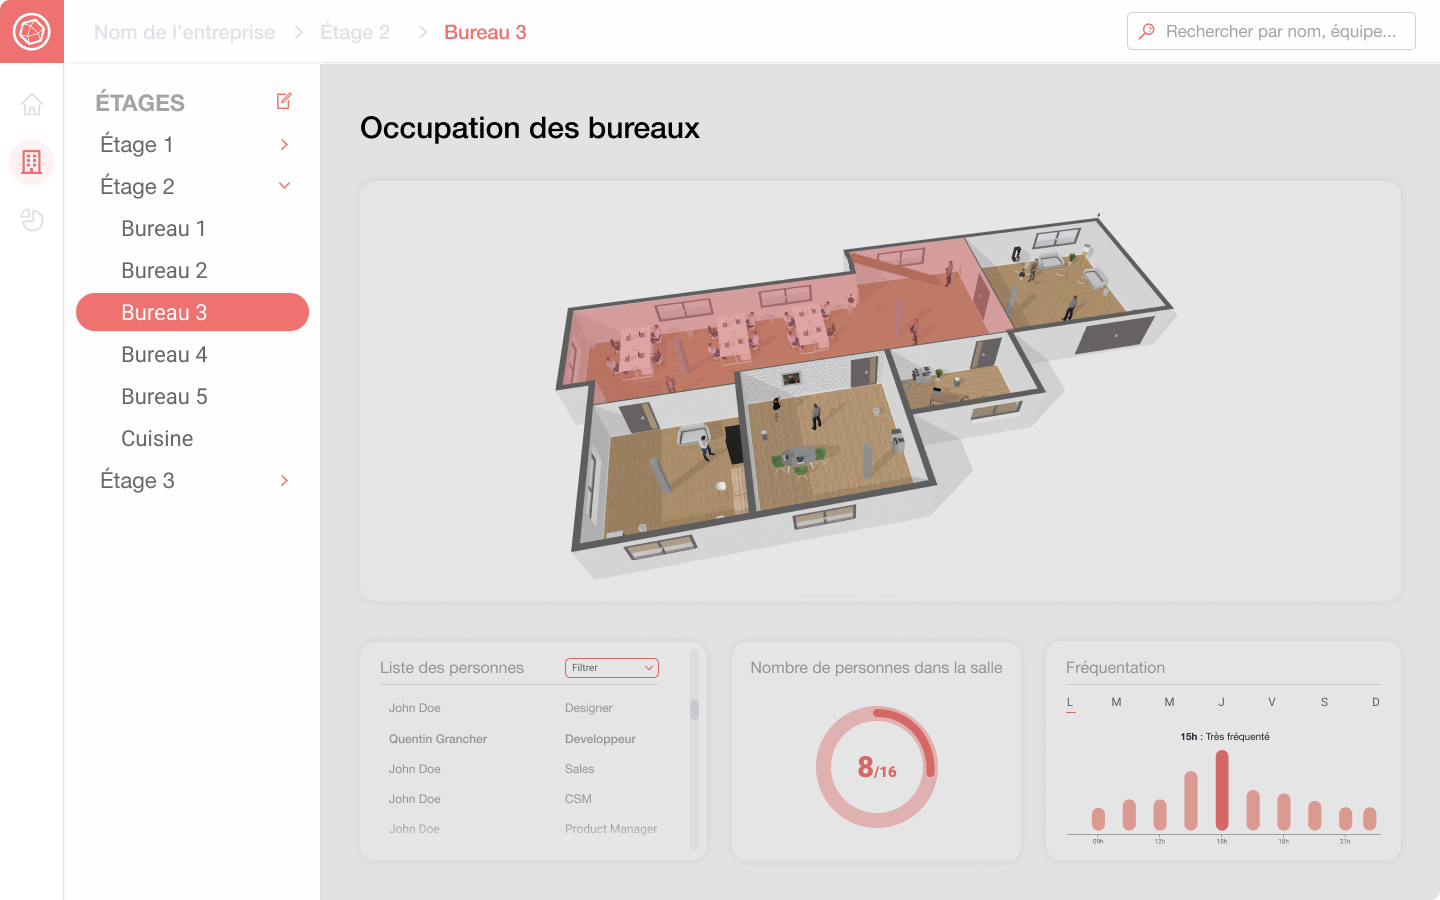 Nom de l'entreprise > Étage 2 > Bureau 3
Rechercher par nom, équipe...
ÉTAGES
Étage 1
Étage 2
Bureau 1
Bureau 2
Bureau 3
Bureau 4
Bureau 5
Cuisine
Étage 3
Occupation des bureaux
Liste des personnes
Filtrer
John Doe Designer
Quentin Grancher Developpeur
John Doe Sales
John Doe CSM
John Doe Product Manager
Nombre de personnes dans la salle
8/16
Fréquentation
L M M J V S D
15h : Très fréquenté
09h 12h 15h 18h 21h